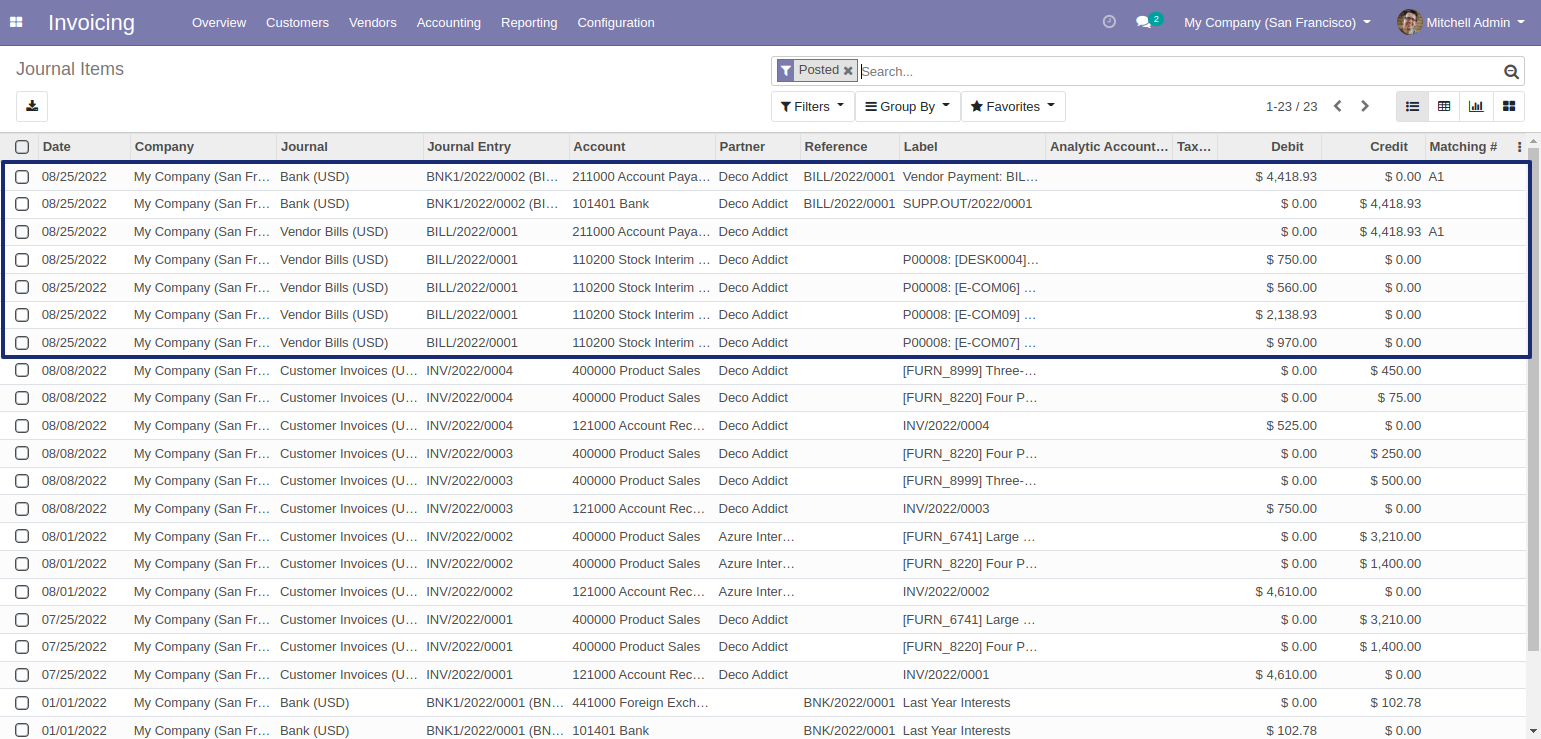 Invoicing Overview Customers Vendors Accounting Reporting Configuration 2 My Company (San Francisco) Mitchell Admin
Journal Items Posted Search...
Filters Group By Favorites 1-23 / 23
Date Company Journal Journal Entry Account Partner Reference Label Analytic Account... Tax... Debit Credit Matching #
08/25/2022 My Company (San Fr... Bank (USD) BNK1/2022/0002 (BI... 211000 Account Paya... Deco Addict BILL/2022/0001 Vendor Payment: BIL... $ 4,418.93 $ 0.00 A1
08/25/2022 My Company (San Fr... Bank (USD) BNK1/2022/0002 (BI... 101401 Bank Deco Addict BILL/2022/0001 SUPP.OUT/2022/0001 $ 0.00 $ 4,418.93
08/25/2022 My Company (San Fr... Vendor Bills (USD) BILL/2022/0001 211000 Account Paya... Deco Addict $ 0.00 $ 4,418.93 A1
08/25/2022 My Company (San Fr... Vendor Bills (USD) BILL/2022/0001 110200 Stock Interim ... Deco Addict P00008: [DESK0004]... $ 750.00 $ 0.00
08/25/2022 My Company (San Fr... Vendor Bills (USD) BILL/2022/0001 110200 Stock Interim ... Deco Addict P00008: [E-COM06] ... $ 560.00 $ 0.00
08/25/2022 My Company (San Fr... Vendor Bills (USD) BILL/2022/0001 110200 Stock Interim ... Deco Addict P00008: [E-COM09] ... $ 2,138.93 $ 0.00
08/25/2022 My Company (San Fr... Vendor Bills (USD) BILL/2022/0001 110200 Stock Interim ... Deco Addict P00008: [E-COM07] ... $ 970.00 $ 0.00
08/08/2022 My Company (San Fr... Customer Invoices (U... INV/2022/0004 400000 Product Sales Deco Addict [FURN_8999] Three-... $ 0.00 $ 450.00
08/08/2022 My Company (San Fr... Customer Invoices (U... INV/2022/0004 400000 Product Sales Deco Addict [FURN_8220] Four P... $ 0.00 $ 75.00
08/08/2022 My Company (San Fr... Customer Invoices (U... INV/2022/0004 121000 Account Rec... Deco Addict INV/2022/0004 $ 525.00 $ 0.00
08/08/2022 My Company (San Fr... Customer Invoices (U... INV/2022/0003 400000 Product Sales Deco Addict [FURN_8220] Four P... $ 0.00 $ 250.00
08/08/2022 My Company (San Fr... Customer Invoices (U... INV/2022/0003 400000 Product Sales Deco Addict [FURN_8999] Three-... $ 0.00 $ 500.00
08/08/2022 My Company (San Fr... Customer Invoices (U... INV/2022/0003 121000 Account Rec... Deco Addict INV/2022/0003 $ 750.00 $ 0.00
08/01/2022 My Company (San Fr... Customer Invoices (U... INV/2022/0002 400000 Product Sales Azure Inter... [FURN_6741] Large ... $ 0.00 $ 3,210.00
08/01/2022 My Company (San Fr... Customer Invoices (U... INV/2022/0002 400000 Product Sales Azure Inter... [FURN_8220] Four P... $ 0.00 $ 1,400.00
08/01/2022 My Company (San Fr... Customer Invoices (U... INV/2022/0002 121000 Account Rec... Azure Inter... INV/2022/0002 $ 4,610.00 $ 0.00
07/25/2022 My Company (San Fr... Customer Invoices (U... INV/2022/0001 400000 Product Sales Deco Addict [FURN_6741] Large ... $ 0.00 $ 3,210.00
07/25/2022 My Company (San Fr... Customer Invoices (U... INV/2022/0001 400000 Product Sales Deco Addict [FURN_8220] Four P... $ 0.00 $ 1,400.00
07/25/2022 My Company (San Fr... Customer Invoices (U... INV/2022/0001 121000 Account Rec... Deco Addict INV/2022/0001 $ 4,610.00 $ 0.00
01/01/2022 My Company (San Fr... Bank (USD) BNK1/2022/0001 (BN... 441000 Foreign Exch... BNK/2022/0001 Last Year Interests $ 0.00 $ 102.78
01/01/2022 My Company (San Fr... Bank (USD) BNK1/2022/0001 (BN... 101401 Bank BNK/2022/0001 Last Year Interests $ 102.78 $ 0.00